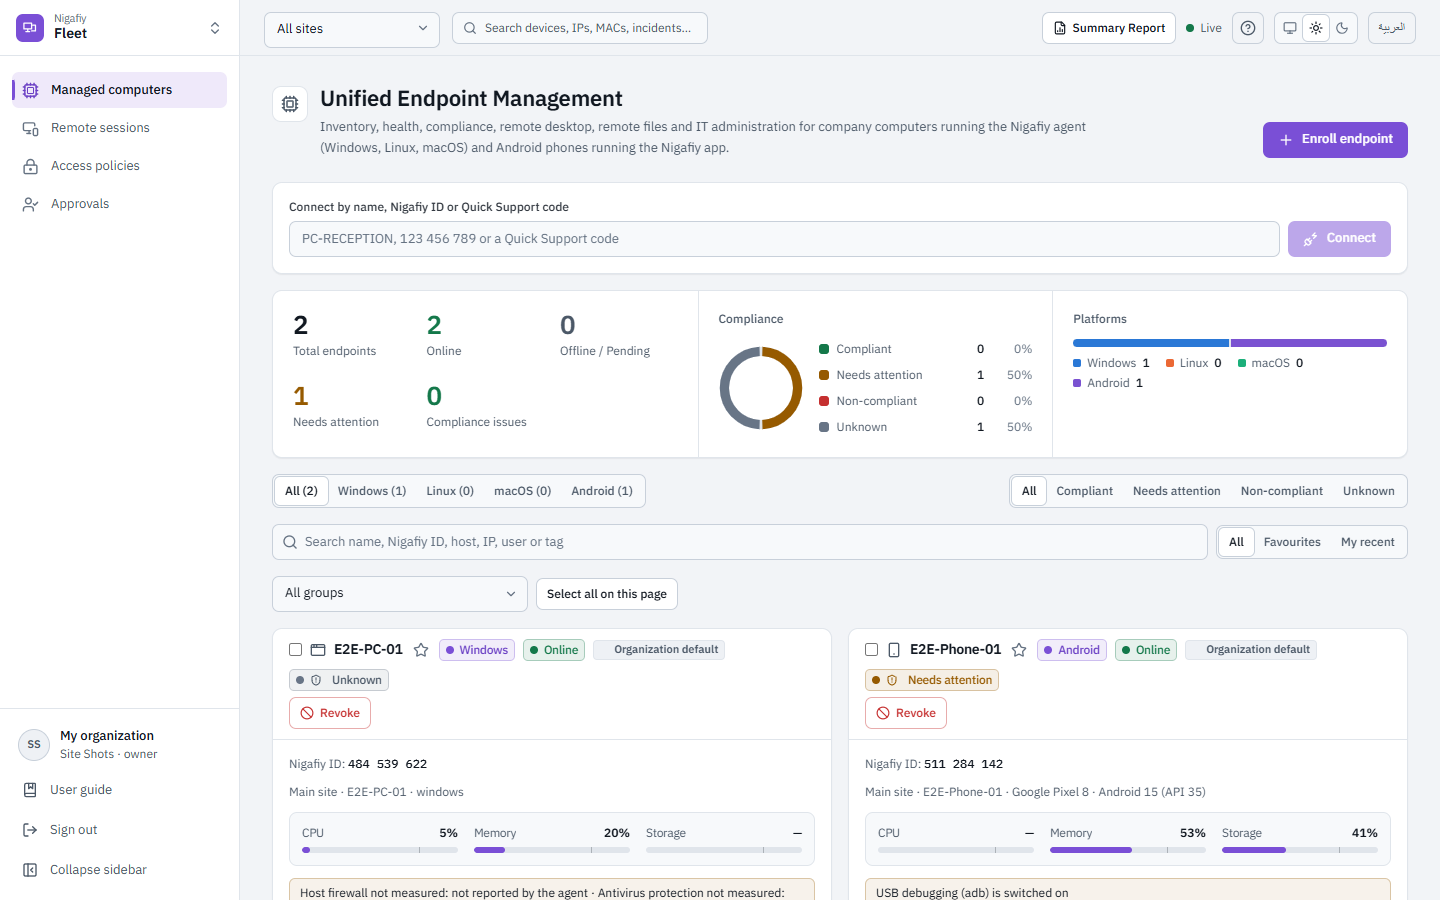 Nigafiy
Fleet
All sites
Search devices, IPs, MACs, incidents...
Summary Report
Live
العربية
Managed computers
Remote sessions
Access policies
Approvals
Unified Endpoint Management
Inventory, health, compliance, remote desktop, remote files and IT administration for company computers running the Nigafiy agent
(Windows, Linux, macOS) and Android phones running the Nigafiy app.
Enroll endpoint
Connect by name, Nigafiy ID or Quick Support code
PC-RECEPTION, 123 456 789 or a Quick Support code
Connect
2
Total endpoints
2
Online
0
Offline / Pending
1
Needs attention
0
Compliance issues
Compliance
Compliant 0 0%
Needs attention 1 50%
Non-compliant 0 0%
Unknown 1 50%
Platforms
Windows 1 Linux 0 macOS 0
Android 1
All (2) Windows (1) Linux (0) macOS (0) Android (1)
All Compliant Needs attention Non-compliant Unknown
Search name, Nigafiy ID, host, IP, user or tag
All Favourites My recent
All groups
Select all on this page
E2E-PC-01 Windows Online Organization default
Unknown
Revoke
Nigafiy ID: 484 539 622
Main site · E2E-PC-01 · windows
CPU 5% Memory 20% Storage —
Host firewall not measured: not reported by the agent · Antivirus protection not measured:
E2E-Phone-01 Android Online Organization default
Needs attention
Revoke
Nigafiy ID: 511 284 142
Main site · E2E-Phone-01 · Google Pixel 8 · Android 15 (API 35)
CPU — Memory 53% Storage 41%
USB debugging (adb) is switched on
SS
My organization
Site Shots · owner
User guide
Sign out
Collapse sidebar